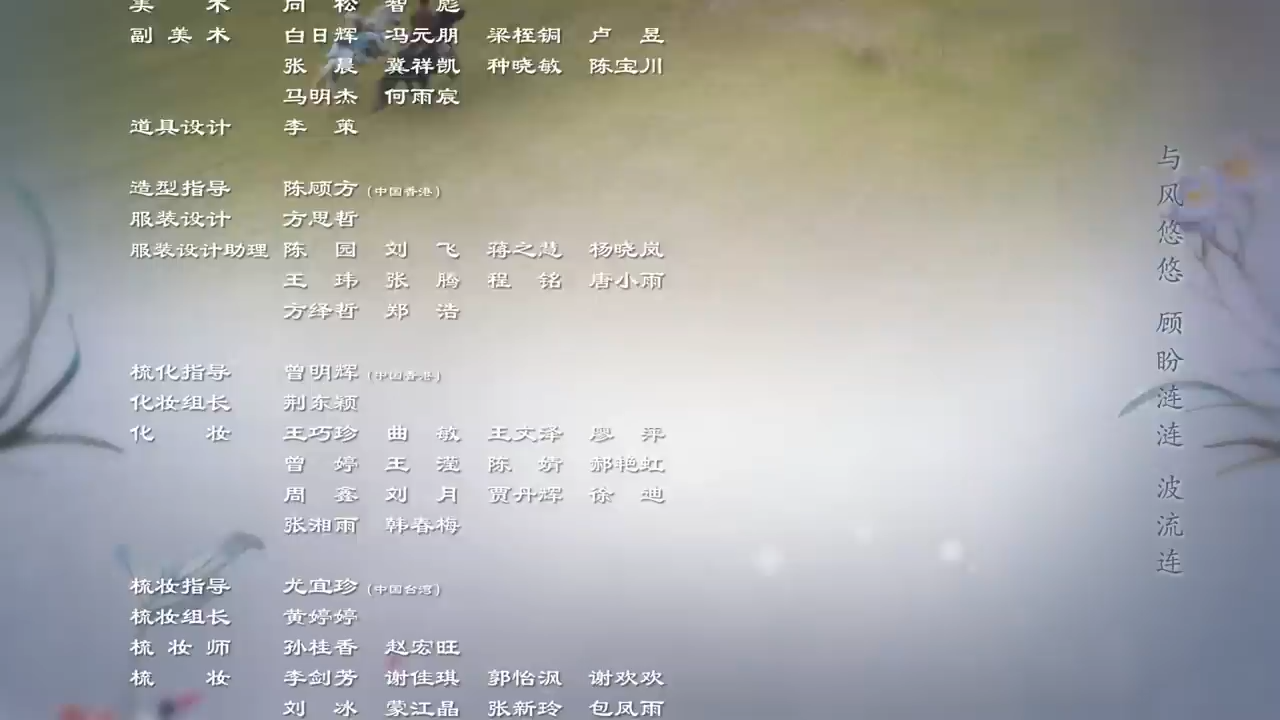 美术 周松 智彪
副美术 白日辉 冯元朋 梁桎铜 卢昱
张晨 冀祥凯 种晓敏 陈宝川
马明杰 何雨宸
道具设计 李策
造型指导 陈顾方(中国香港)
服装设计 方思哲
服装设计助理 陈园 刘飞 蒋之慧 杨晓岚
王玮 张腾 程铭 唐小雨
方绎哲 郑浩
梳化指导 曾明辉(中国香港)
化妆组长 荆东颖
化妆 王巧珍 曲敏 王文泽 廖萍
曾婷 王滢 陈婧 郝艳虹
周鑫 刘月 贾丹辉 徐迪
张湘雨 韩春梅
梳妆指导 尤宜珍(中国台湾)
梳妆组长 黄婷婷
梳妆师 孙桂香 赵宏旺
梳妆 李剑芳 谢佳琪 郭怡沨 谢欢欢
刘冰 蒙江晶 张新玲 包凤雨
与风悠悠 顾盼涟涟 波流连